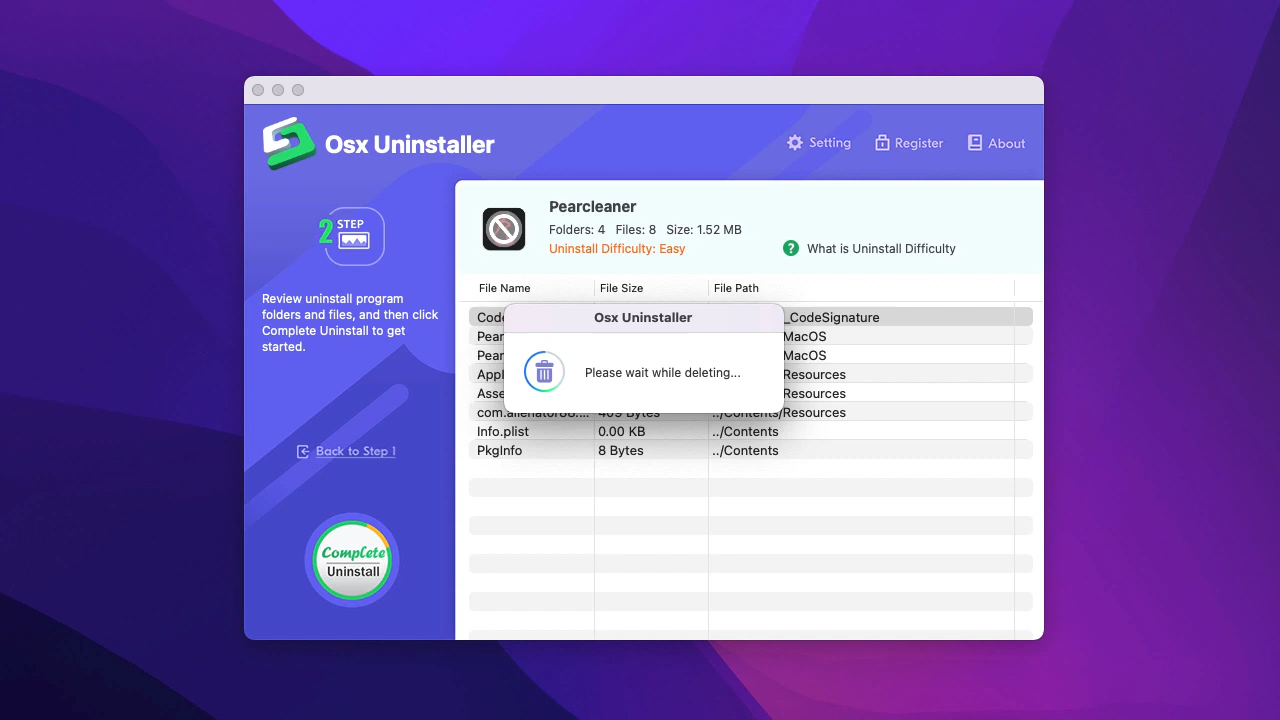 Osx Uninstaller
Setting
Register
About
2 STEP
Review uninstall program
folders and files, and then click
Complete Uninstall to get
started.
Back to Step 1
Complete
Uninstall
Pearcleaner
Folders: 4 Files: 8 Size: 1.52 MB
Uninstall Difficulty: Easy
? What is Uninstall Difficulty
File Name File Size File Path
_CodeSignature
MacOS
MacOS
Resources
Resources
409 Bytes ../Contents/Resources
Info.plist 0.00 KB ../Contents
PkgInfo 8 Bytes ../Contents
Osx Uninstaller
Please wait while deleting...